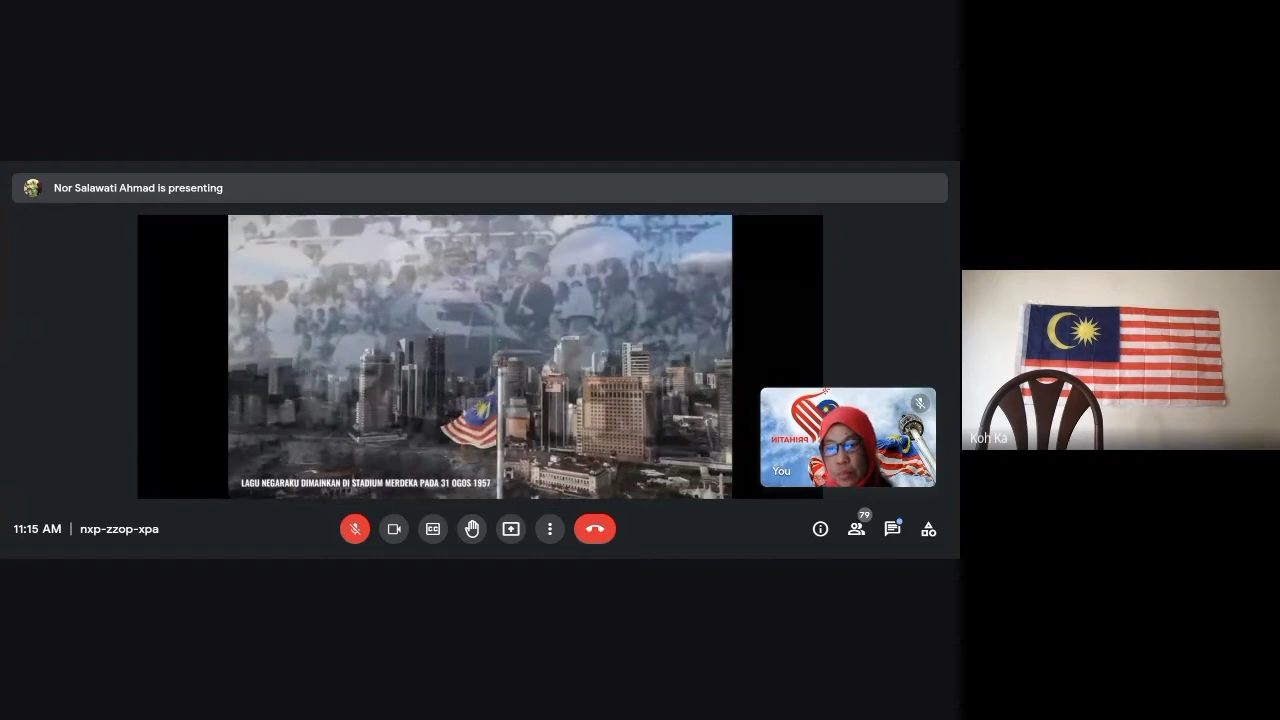 Nor Salawati Ahmad is presenting
LAGU NEGARAKU DIMAINKAN DI STADIUM MERDEKA PADA 31 OGOS 1957
PRIHATIN
You
Koh Ka
11:15 AM | nxp-zzop-xpa
CC
79